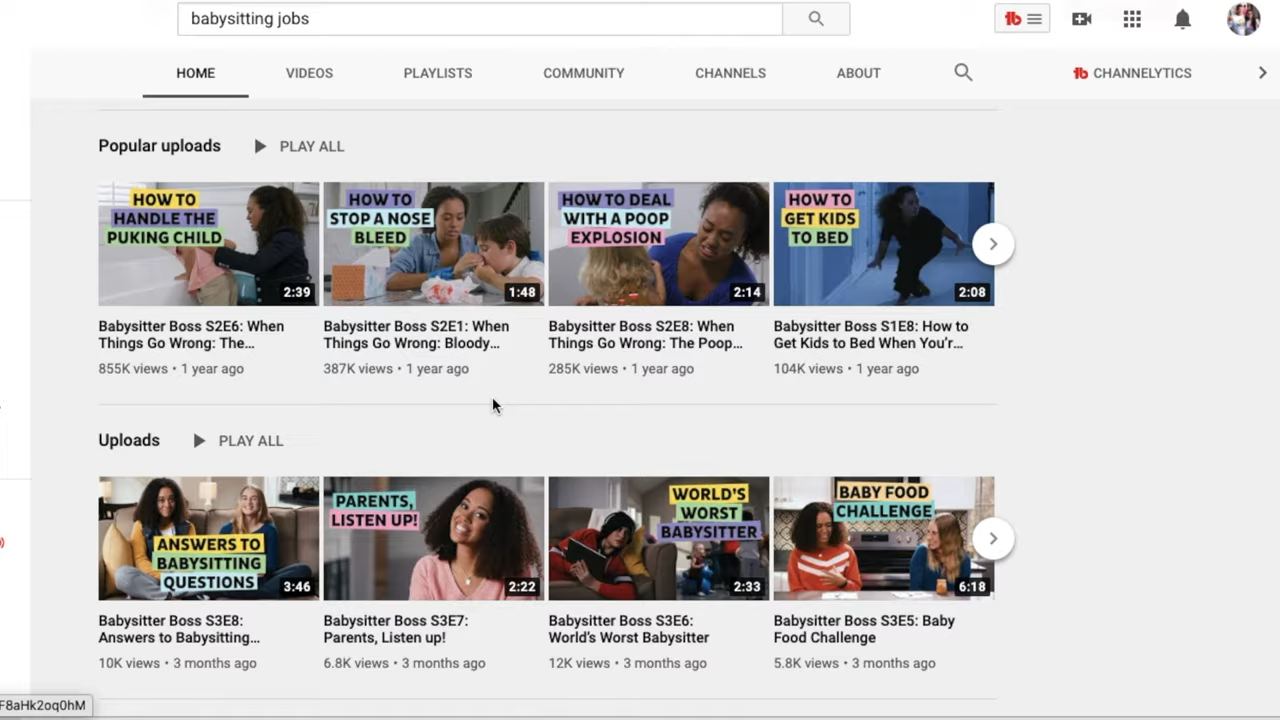 babysitting jobs
HOME VIDEOS PLAYLISTS COMMUNITY CHANNELS ABOUT tb CHANNELYTICS
Popular uploads PLAY ALL
HOW TO
HANDLE THE
PUKING CHILD
2:39
HOW TO
STOP A NOSE
BLEED
1:48
HOW TO DEAL
WITH A POOP
EXPLOSION
2:14
HOW TO
GET KIDS
TO BED
2:08
Babysitter Boss S2E6: When
Things Go Wrong: The...
855K views • 1 year ago
Babysitter Boss S2E1: When
Things Go Wrong: Bloody...
387K views • 1 year ago
Babysitter Boss S2E8: When
Things Go Wrong: The Poop...
285K views • 1 year ago
Babysitter Boss S1E8: How to
Get Kids to Bed When You'r...
104K views • 1 year ago
Uploads PLAY ALL
ANSWERS TO
BABYSITTING
QUESTIONS
3:46
PARENTS,
LISTEN UP!
2:22
WORLD'S
WORST
BABYSITTER
2:33
BABY FOOD
CHALLENGE
6:18
Babysitter Boss S3E8:
Answers to Babysitting...
10K views • 3 months ago
Babysitter Boss S3E7:
Parents, Listen up!
6.8K views • 3 months ago
Babysitter Boss S3E6:
World's Worst Babysitter
12K views • 3 months ago
Babysitter Boss S3E5: Baby
Food Challenge
5.8K views • 3 months ago
F8aHk2oq0hM